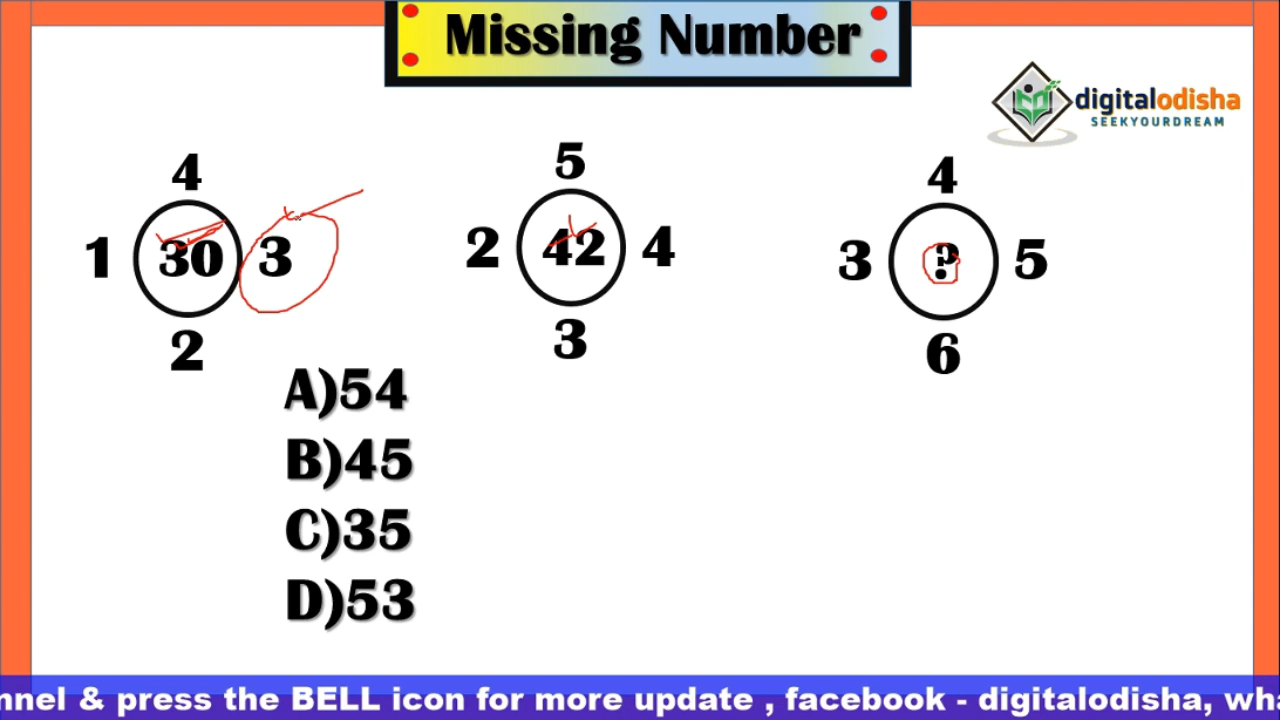 Missing Number
digitalodisha
SEEKYOURDREAM
4
1 30 3
2
5
2 42 4
3
4
3 ? 5
6
A)54
B)45
C)35
D)53
nnel & press the BELL icon for more update , facebook - digitalodisha, wha